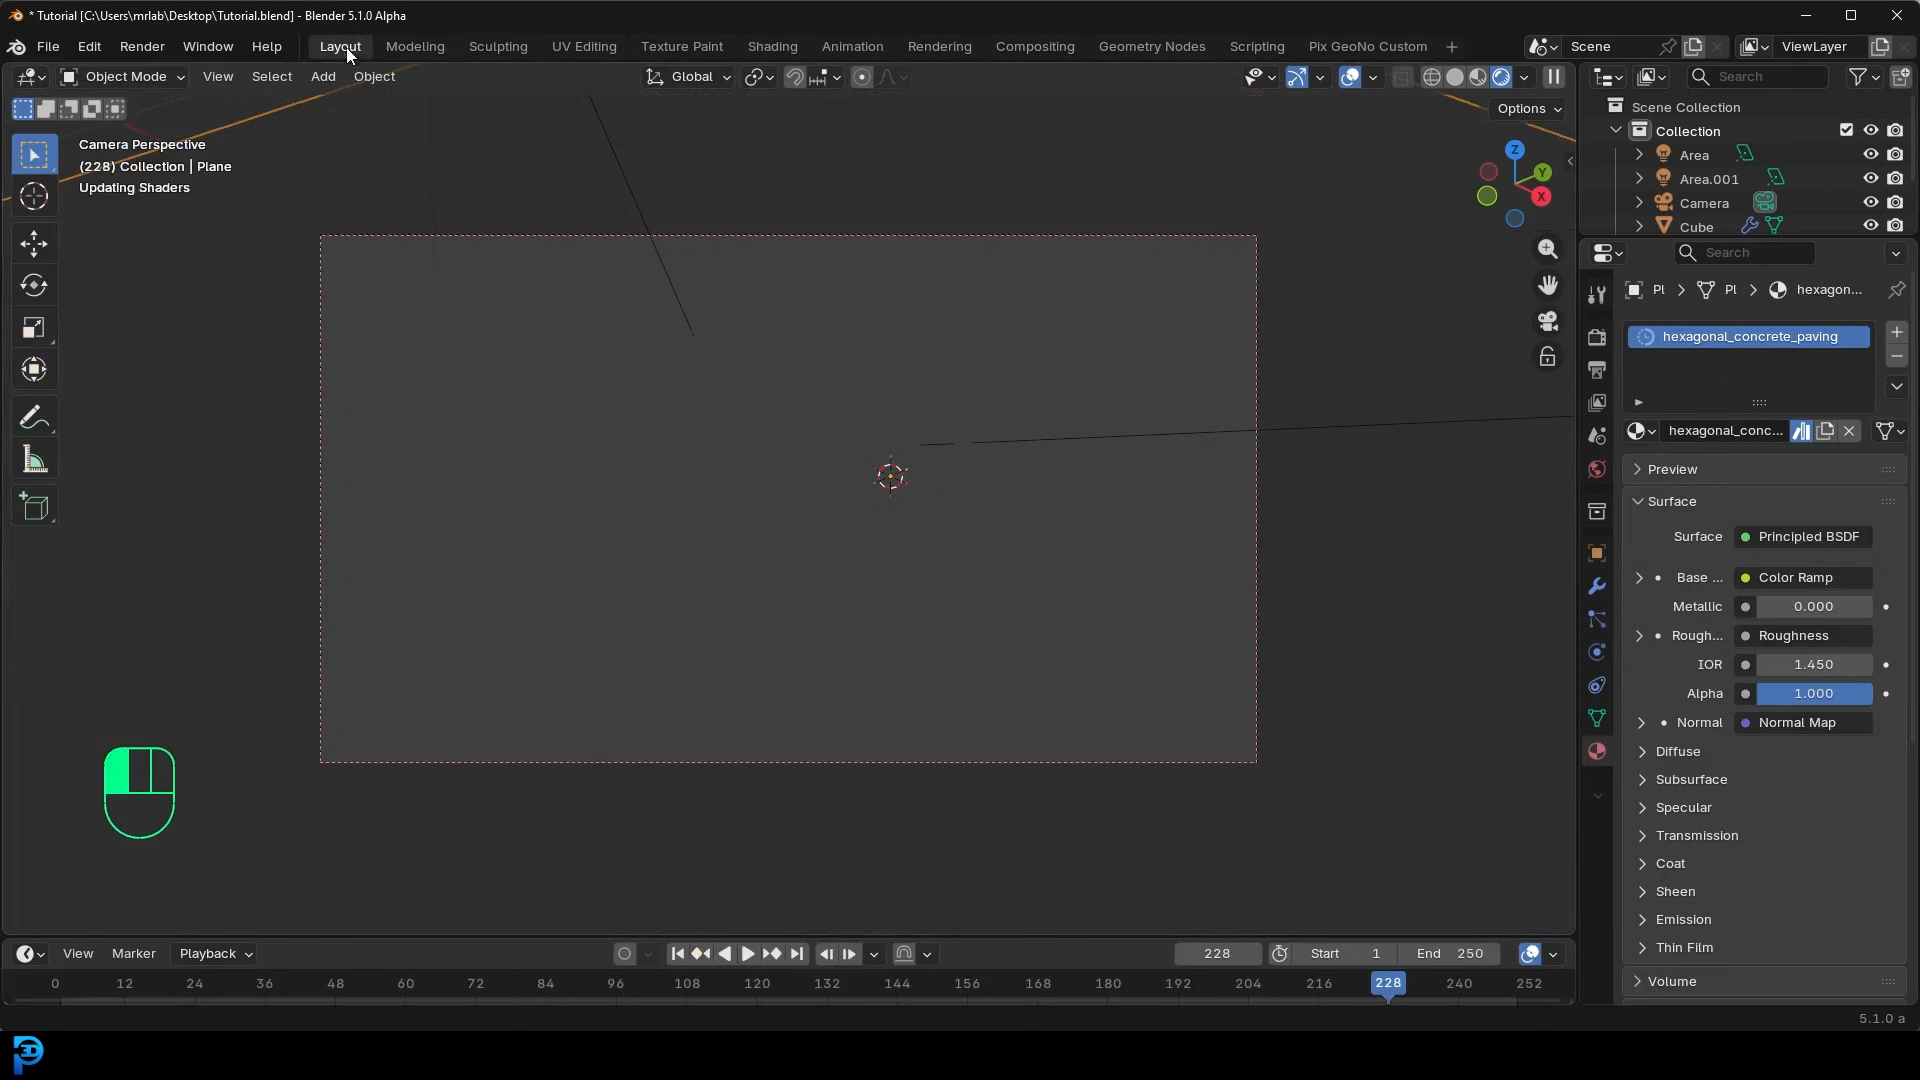 * Tutorial [C:\Users\mrlab\Desktop\Tutorial.blend] - Blender 5.1.0 Alpha
File Edit Render Window Help Layout Modeling Sculpting UV Editing Texture Paint Shading Animation Rendering Compositing Geometry Nodes Scripting Pix GeoNo Custom + Scene ViewLayer
Object Mode View Select Add Object Global Search
Options
Scene Collection
Collection
Area
Area.001
Camera
Cube
Camera Perspective
(228) Collection | Plane
Updating Shaders
Z
Y
X
Search
Pl > Pl > hexagon...
hexagonal_concrete_paving
hexagonal_conc...
Preview
Surface
Surface Principled BSDF
Base ... Color Ramp
Metallic 0.000
Rough... Roughness
IOR 1.450
Alpha 1.000
Normal Normal Map
Diffuse
Subsurface
Specular
Transmission
Coat
Sheen
Emission
Thin Film
Volume
View Marker Playback 228 Start 1 End 250
0 12 24 36 48 60 72 84 96 108 120 132 144 156 168 180 192 204 216 228 240 252
5.1.0 a